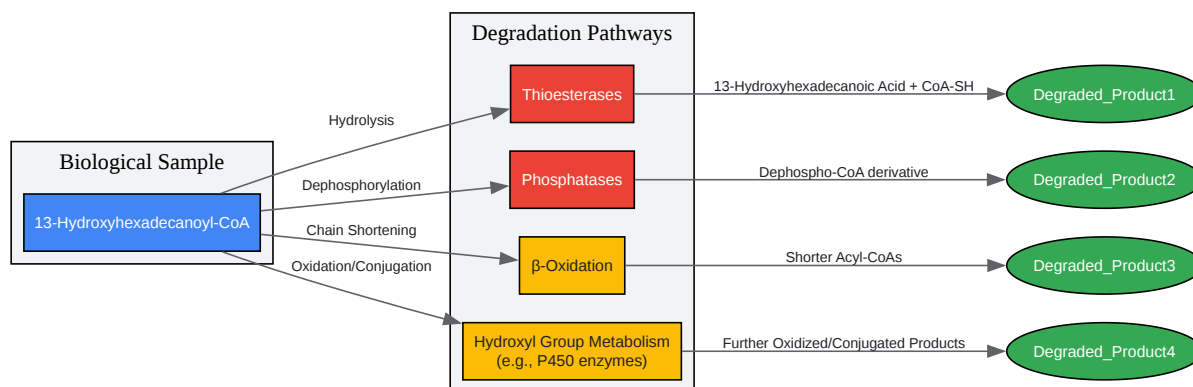 Biological Sample
13-Hydroxyhexadecanoyl-CoA
Hydrolysis
Dephosphorylation
Chain Shortening
Oxidation/Conjugation
Degradation Pathways
Thioesterases
Phosphatases
β-Oxidation
Hydroxyl Group Metabolism
(e.g., P450 enzymes)
13-Hydroxyhexadecanoic Acid + CoA-SH
Dephospho-CoA derivative
Shorter Acyl-CoAs
Further Oxidized/Conjugated Products
Degraded_Product1
Degraded_Product2
Degraded_Product3
Degraded_Product4